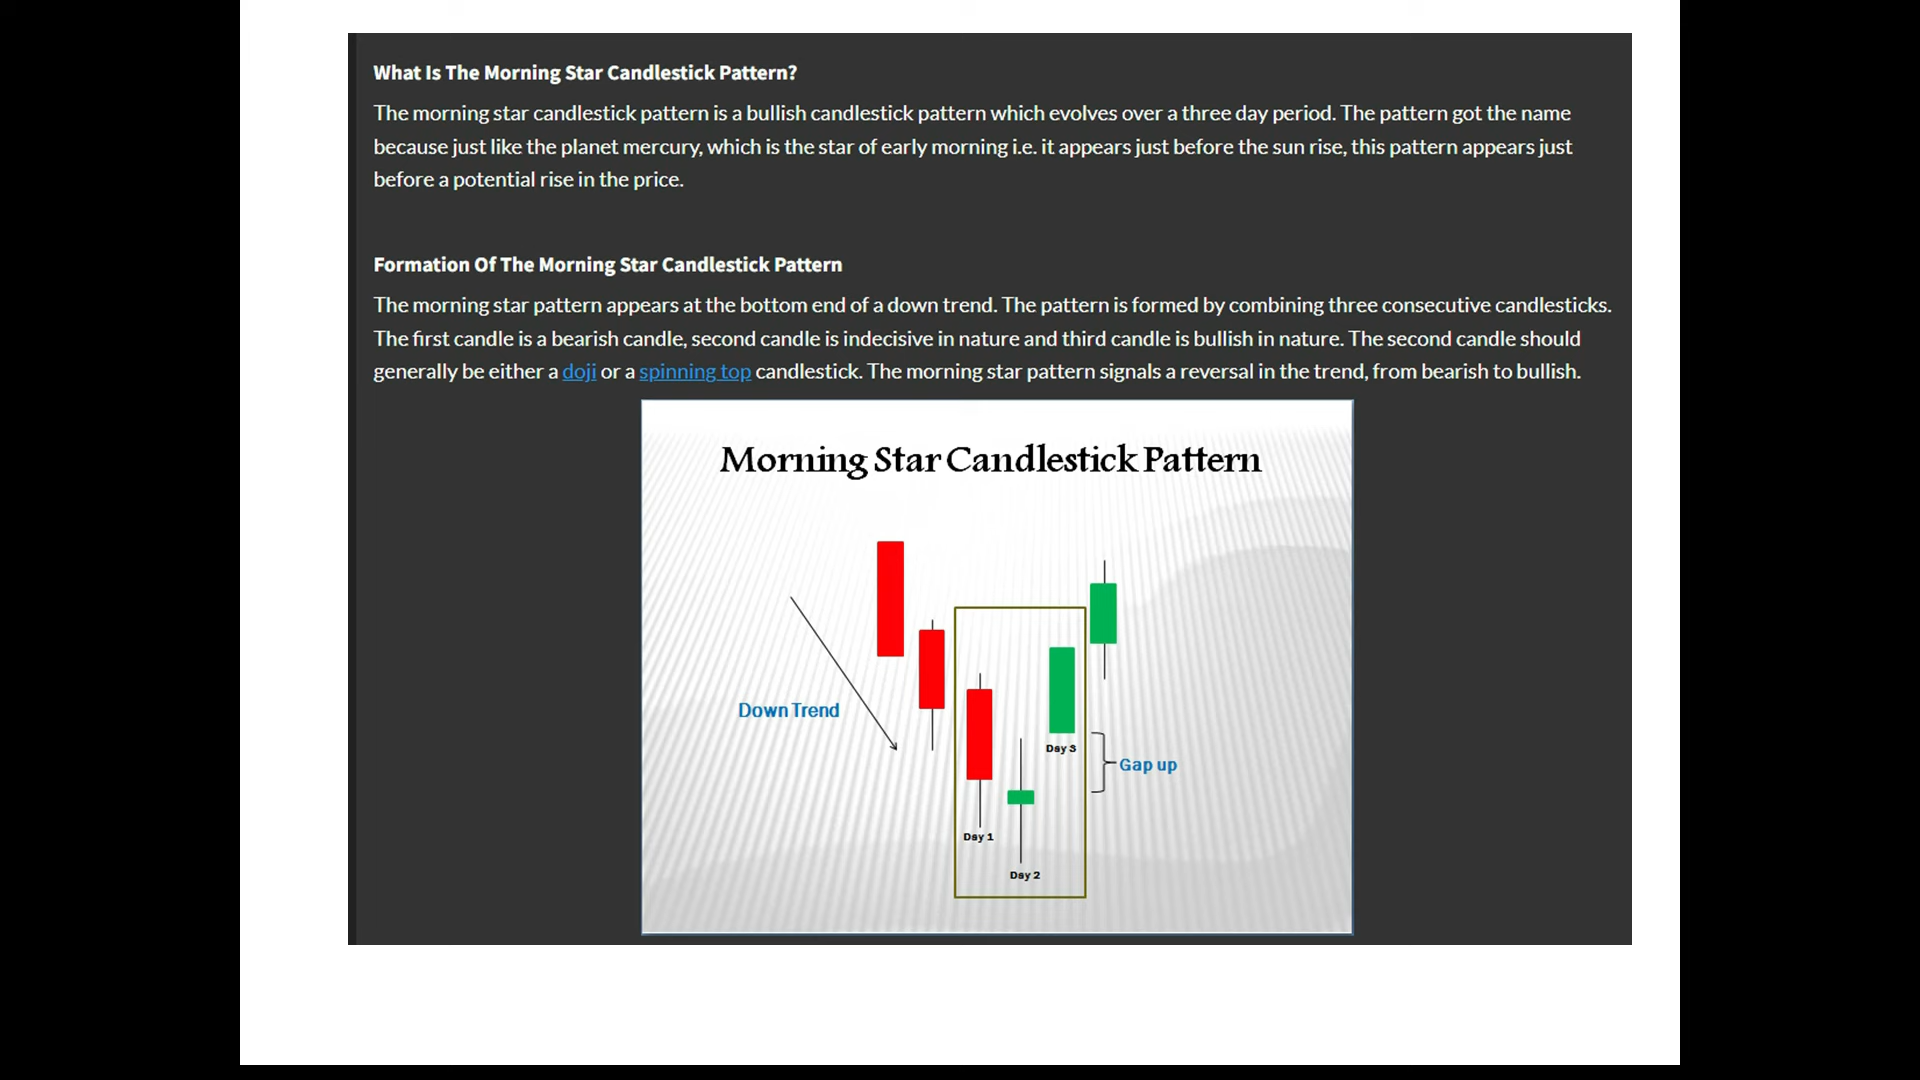 What Is The Morning Star Candlestick Pattern?
The morning star candlestick pattern is a bullish candlestick pattern which evolves over a three day period. The pattern got the name
because just like the planet mercury, which is the star of early morning i.e. it appears just before the sun rise, this pattern appears just
before a potential rise in the price.
Formation Of The Morning Star Candlestick Pattern
The morning star pattern appears at the bottom end of a down trend. The pattern is formed by combining three consecutive candlesticks.
The first candle is a bearish candle, second candle is indecisive in nature and third candle is bullish in nature. The second candle should
generally be either a doji or a spinning top candlestick. The morning star pattern signals a reversal in the trend, from bearish to bullish.
Morning Star Candlestick Pattern
Down Trend
Day 3
Gap up
Day 1
Day 2